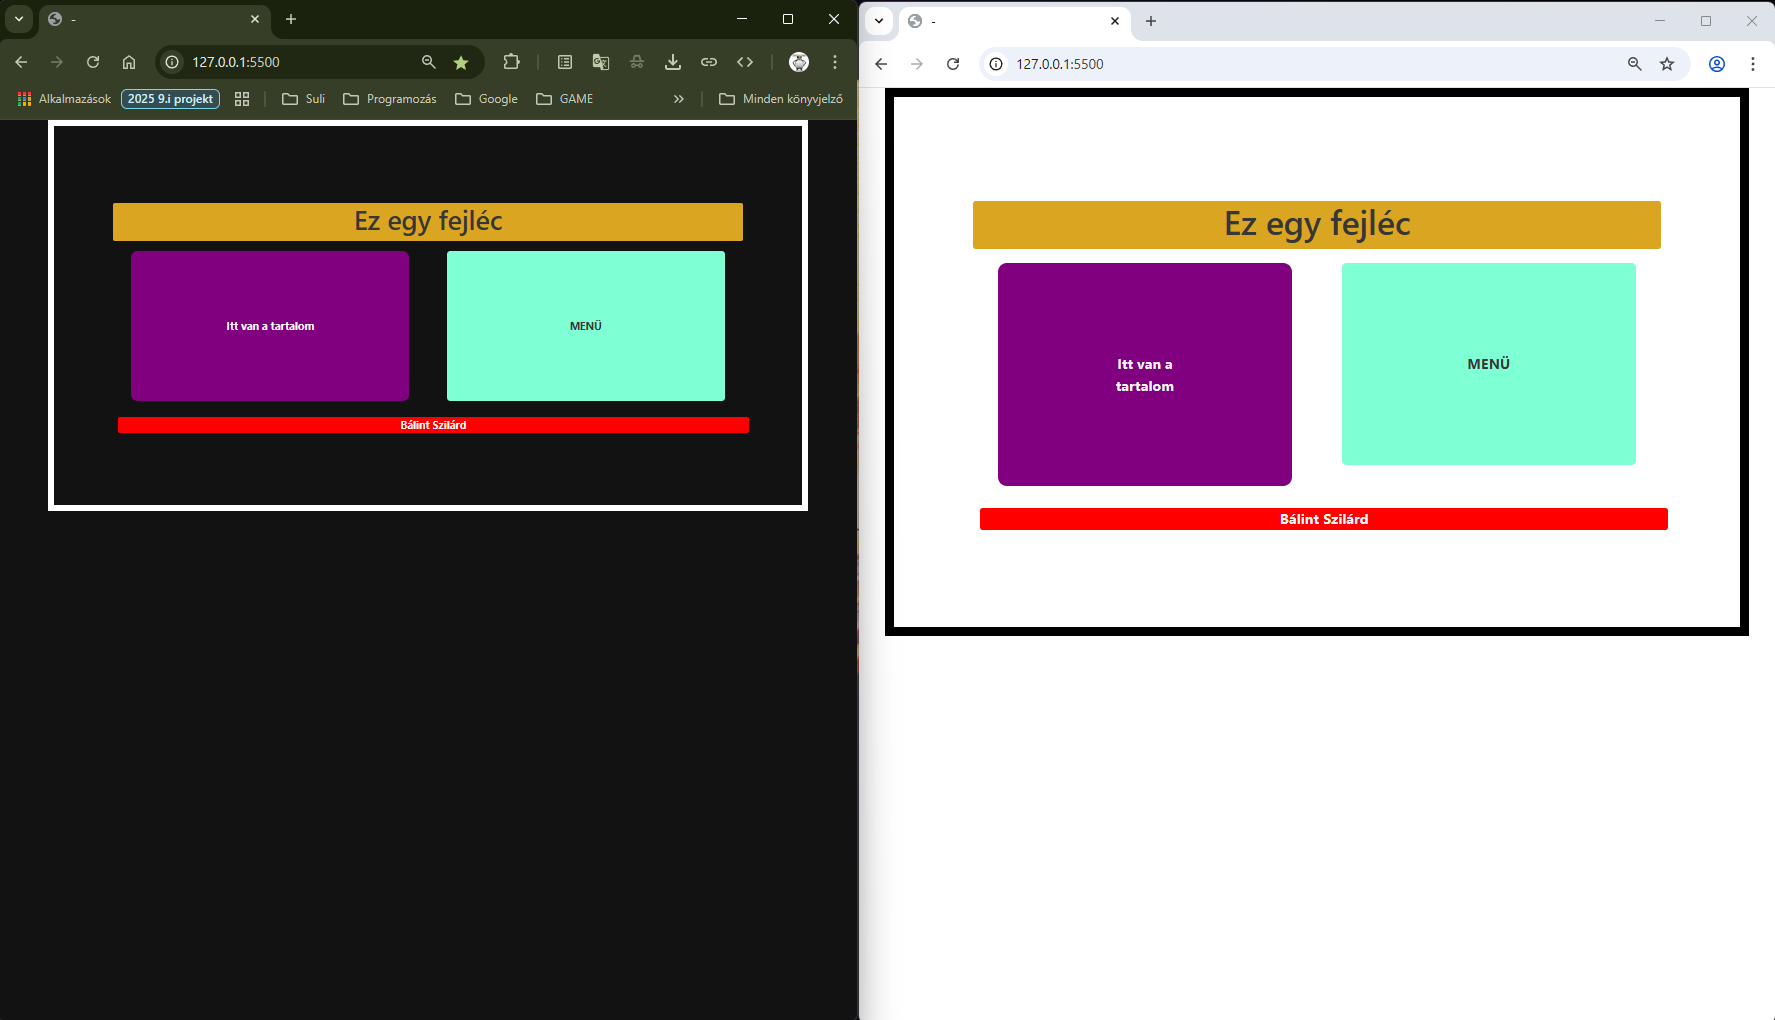 -
127.0.0.1:5500
Alkalmazások
2025 9.i projekt
Suli
Programozás
Google
GAME
Minden könyvjelző
Ez egy fejléc
Itt van a tartalom
MENÜ
Bálint Szilárd
-
127.0.0.1:5500
Ez egy fejléc
Itt van a
tartalom
MENÜ
Bálint Szilárd